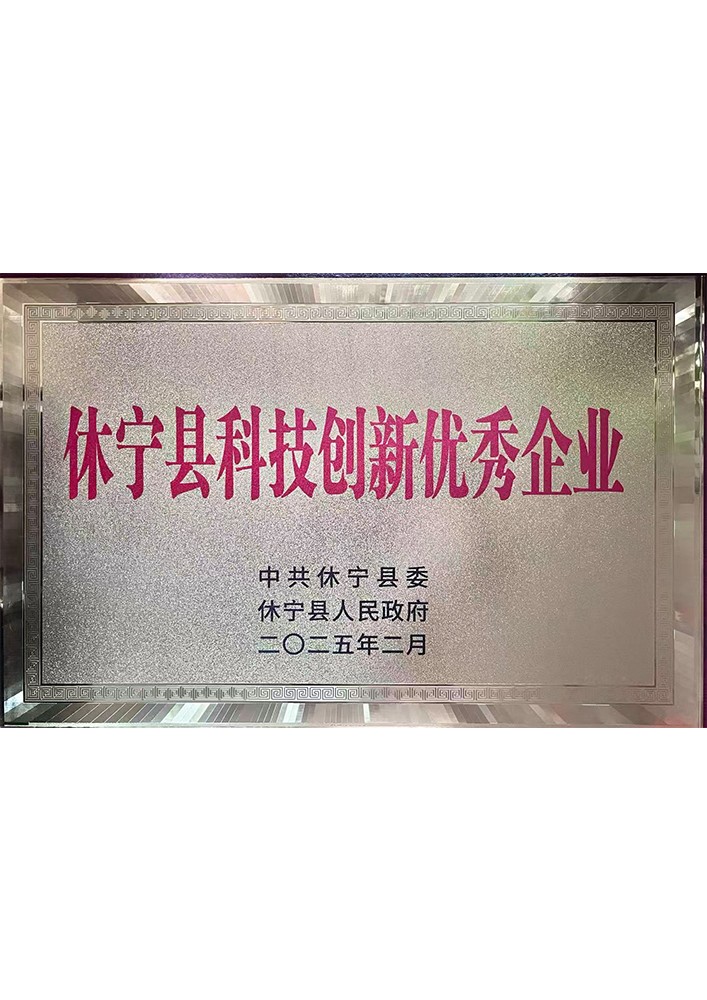 休宁县科技创新优秀企业
中共休宁县委
休宁县人民政府
二〇二五年二月